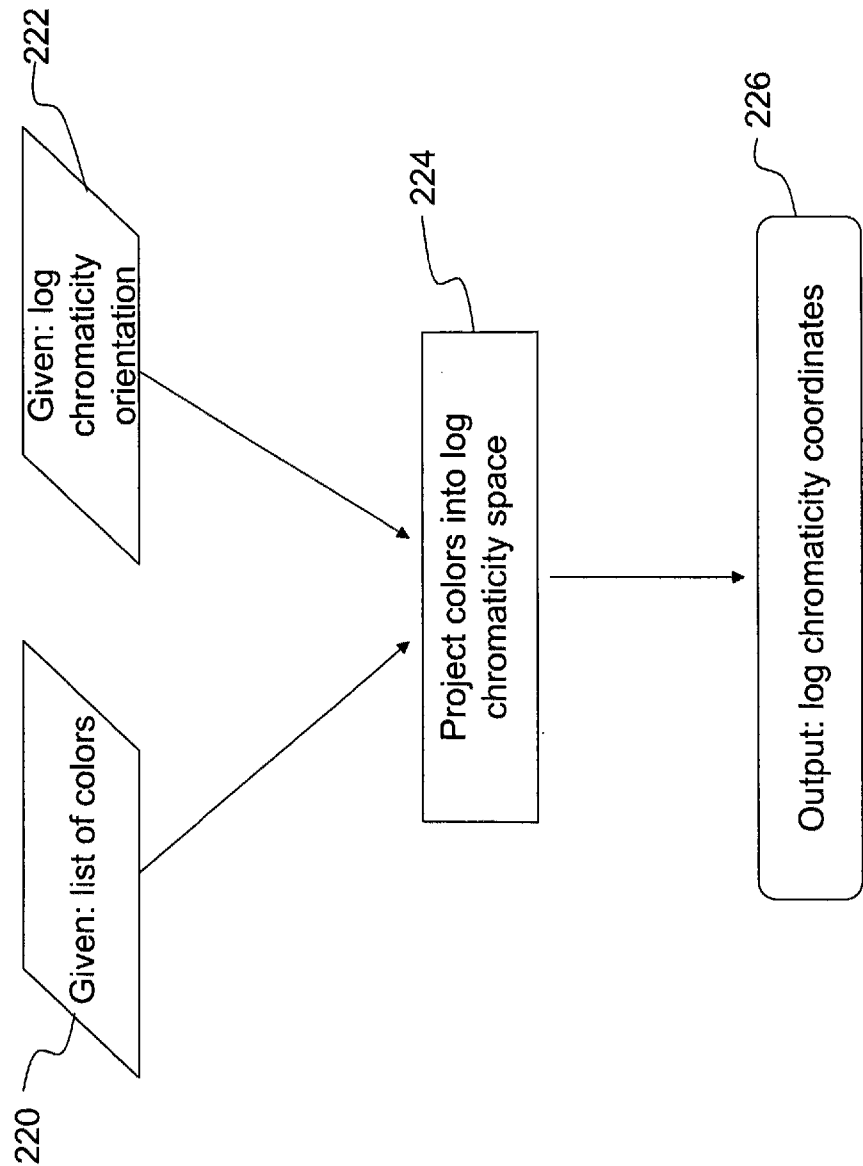 220
Given: list of colors
Given: log
chromaticity
orientation
222
Project colors into log
chromaticity space
224
Output: log chromaticity coordinates
226